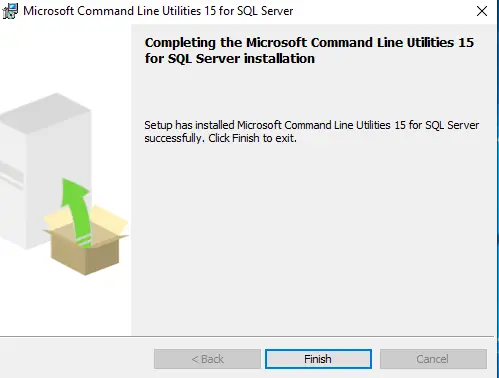 Microsoft Command Line Utilities 15 for SQL Server
Completing the Microsoft Command Line Utilities 15
for SQL Server installation
Setup has installed Microsoft Command Line Utilities 15 for SQL Server
successfully. Click Finish to exit.
< Back
Finish
Cancel